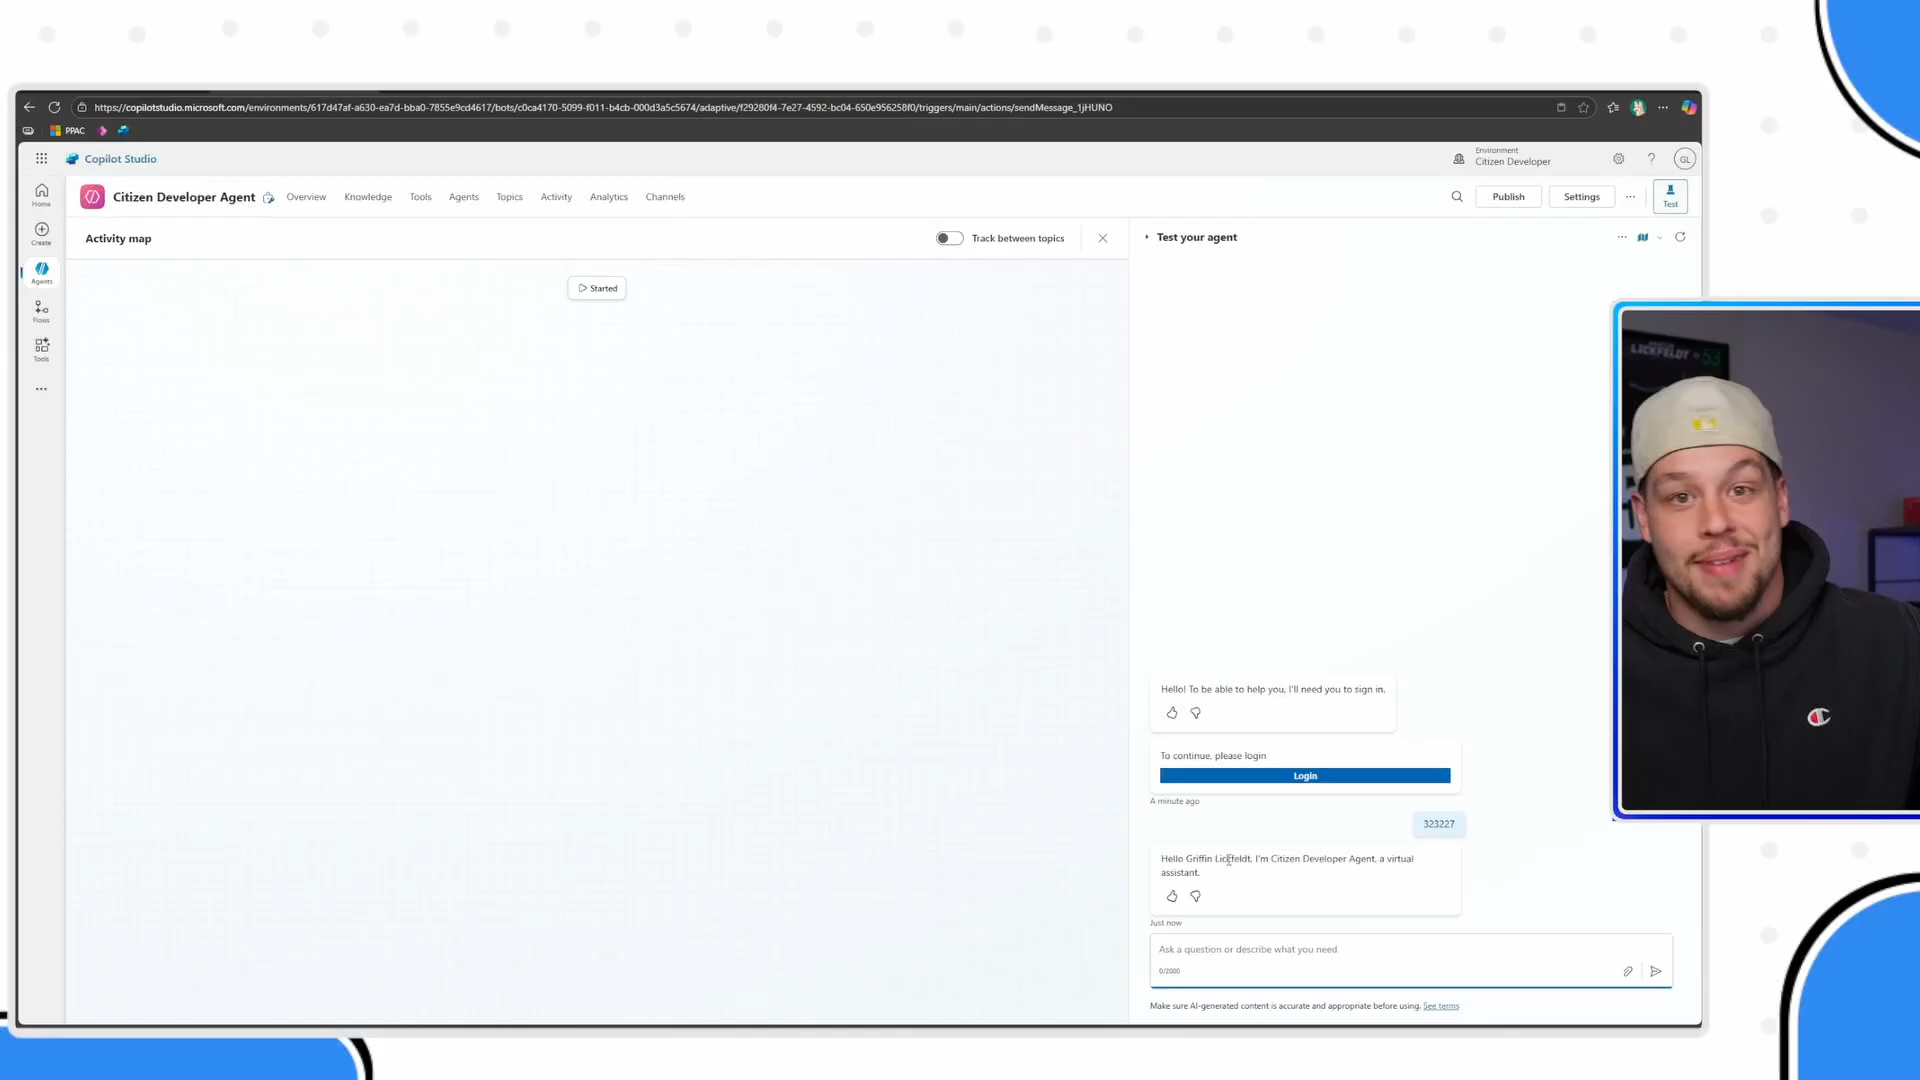 https://copilotstudio.microsoft.com/environments/617d47af-a630-ea7d-bba0-7855e9cd4617/bots/c0ca4170-5099-f011-b4cb-000d3a5c5674/adaptive/f29280f4-7e27-4592-bc04-650e956258f0/triggers/main/actions/sendMessage_1jHUNO
PPAC
Copilot Studio
Environment
Citizen Developer
GL
Home
Create
Agents
Flows
Tools
Citizen Developer Agent
Overview
Knowledge
Tools
Agents
Topics
Activity
Analytics
Channels
Publish
Settings
Test
Activity map
Track between topics
Started
Test your agent
Hello! To be able to help you, I'll need you to sign in.
To continue, please login
Login
A minute ago
323227
Hello Griffin Lickfeldt, I'm Citizen Developer Agent, a virtual
assistant.
Just now
Ask a question or describe what you need
0/2000
Make sure AI-generated content is accurate and appropriate before using. See terms
LICKFELDT
53